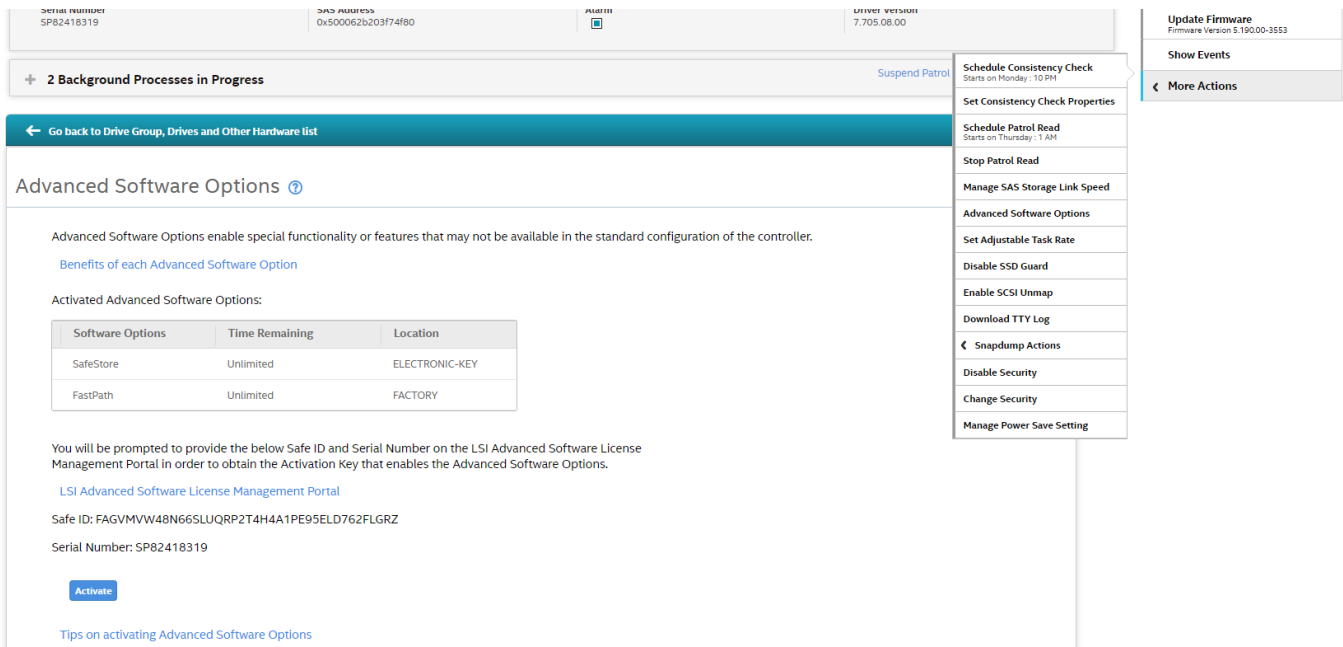 Serial Number
SP82418319
SAS Address
0x500062b203f74f80
Alarm
Driver Version
7.705.08.00
Update Firmware
Firmware Version 5.190.00-3553
Show Events
More Actions
2 Background Processes in Progress
Suspend Patrol
Schedule Consistency Check
Starts on Monday : 10 PM
Set Consistency Check Properties
Schedule Patrol Read
Starts on Thursday : 1 AM
Stop Patrol Read
Manage SAS Storage Link Speed
Advanced Software Options
Set Adjustable Task Rate
Disable SSD Guard
Enable SCSI Unmap
Download TTY Log
Snapdump Actions
Disable Security
Change Security
Manage Power Save Setting
Go back to Drive Group, Drives and Other Hardware list
Advanced Software Options
Advanced Software Options enable special functionality or features that may not be available in the standard configuration of the controller.
Benefits of each Advanced Software Option
Activated Advanced Software Options:
Software Options Time Remaining Location
SafeStore Unlimited ELECTRONIC-KEY
FastPath Unlimited FACTORY
You will be prompted to provide the below Safe ID and Serial Number on the LSI Advanced Software License
Management Portal in order to obtain the Activation Key that enables the Advanced Software Options.
LSI Advanced Software License Management Portal
Safe ID: FAGVMVW48N66SLUQRP2T4H4A1PE95ELD762FLGRZ
Serial Number: SP82418319
Activate
Tips on activating Advanced Software Options